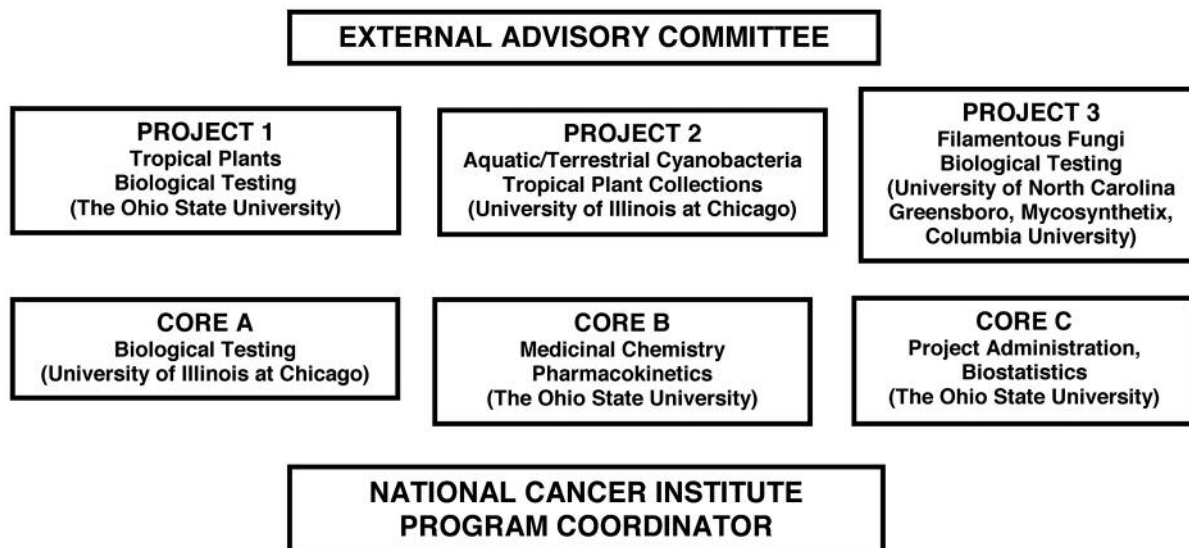 EXTERNAL ADVISORY COMMITTEE
PROJECT 1
Tropical Plants
Biological Testing
(The Ohio State University)
PROJECT 2
Aquatic/Terrestrial Cyanobacteria
Tropical Plant Collections
(University of Illinois at Chicago)
PROJECT 3
Filamentous Fungi
Biological Testing
(University of North Carolina
Greensboro, Mycosynthetix,
Columbia University)
CORE A
Biological Testing
(University of Illinois at Chicago)
CORE B
Medicinal Chemistry
Pharmacokinetics
(The Ohio State University)
CORE C
Project Administration,
Biostatistics
(The Ohio State University)
NATIONAL CANCER INSTITUTE
PROGRAM COORDINATOR